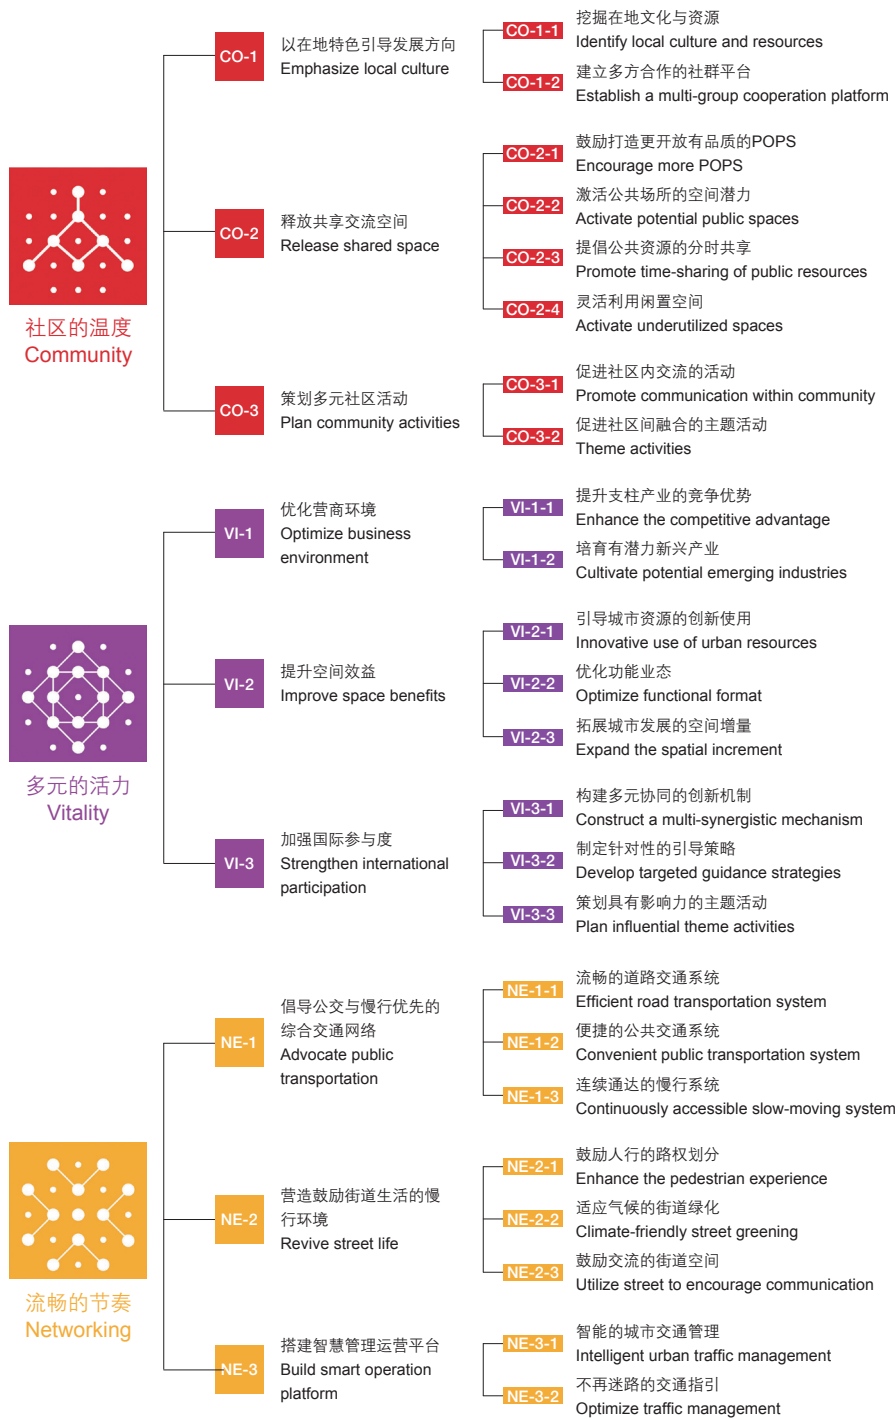 社区的温度
Community
CO-1
以在地特色引导发展方向
Emphasize local culture
CO-1-1
挖掘在地文化与资源
Identify local culture and resources
CO-1-2
建立多方合作的社群平台
Establish a multi-group cooperation platform
CO-2
释放共享交流空间
Release shared space
CO-2-1
鼓励打造更开放有品质的POPS
Encourage more POPS
CO-2-2
激活公共场所的空间潜力
Activate potential public spaces
CO-2-3
提倡公共资源的分时共享
Promote time-sharing of public resources
CO-2-4
灵活利用闲置空间
Activate underutilized spaces
CO-3
策划多元社区活动
Plan community activities
CO-3-1
促进社区内交流的活动
Promote communication within community
CO-3-2
促进社区间融合的主题活动
Theme activities
多元的活力
Vitality
VI-1
优化营商环境
Optimize business
environment
VI-1-1
提升支柱产业的竞争优势
Enhance the competitive advantage
VI-1-2
培育有潜力新兴产业
Cultivate potential emerging industries
VI-2
提升空间效益
Improve space benefits
VI-2-1
引导城市资源的创新使用
Innovative use of urban resources
VI-2-2
优化功能业态
Optimize functional format
VI-2-3
拓展城市发展的空间增量
Expand the spatial increment
VI-3
加强国际参与度
Strengthen international
participation
VI-3-1
构建多元协同的创新机制
Construct a multi-synergistic mechanism
VI-3-2
制定针对性的引导策略
Develop targeted guidance strategies
VI-3-3
策划具有影响力的主题活动
Plan influential theme activities
流畅的节奏
Networking
NE-1
倡导公交与慢行优先的
综合交通网络
Advocate public
transportation
NE-1-1
流畅的道路交通系统
Efficient road transportation system
NE-1-2
便捷的公共交通系统
Convenient public transportation system
NE-1-3
连续通达的慢行系统
Continuously accessible slow-moving system
NE-2
营造鼓励街道生活的慢
行环境
Revive street life
NE-2-1
鼓励人行的路权划分
Enhance the pedestrian experience
NE-2-2
适应气候的街道绿化
Climate-friendly street greening
NE-2-3
鼓励交流的街道空间
Utilize street to encourage communication
NE-3
搭建智慧管理运营平台
Build smart operation
platform
NE-3-1
智能的城市交通管理
Intelligent urban traffic management
NE-3-2
不再迷路的交通指引
Optimize traffic management